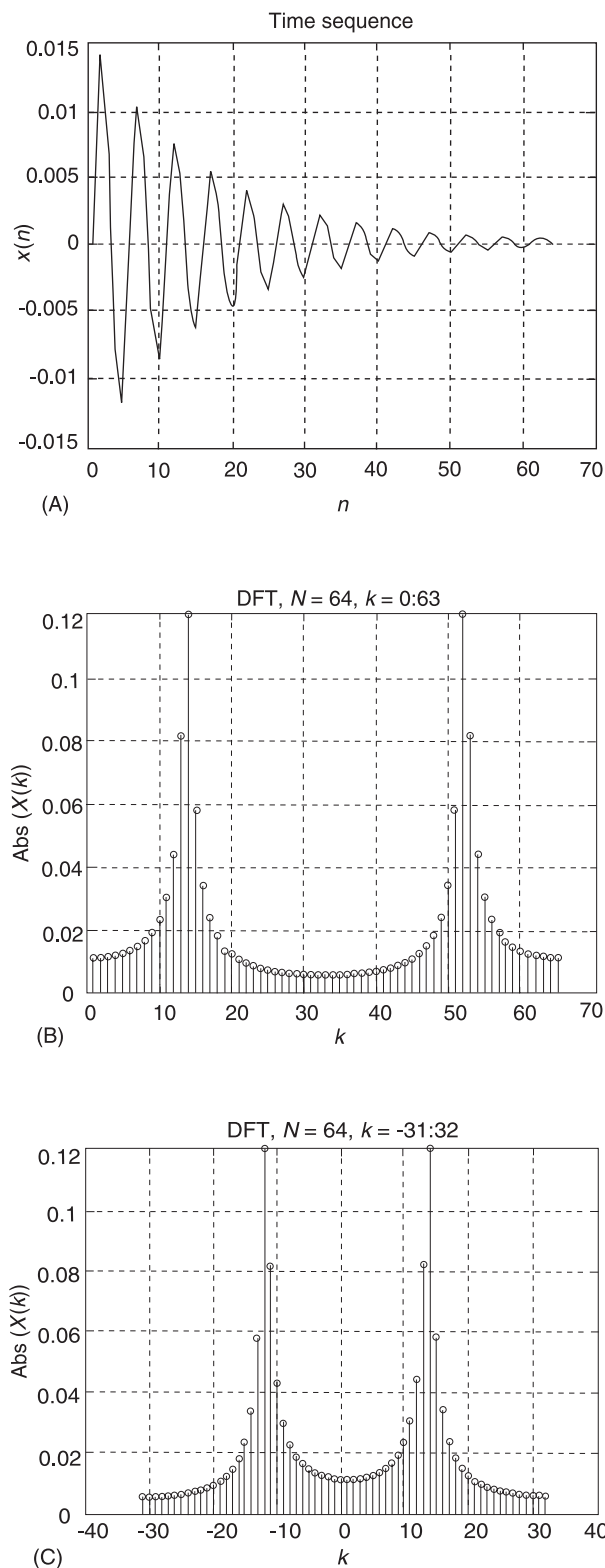 Time sequence
0.015
0.01
0.005
0
-0.005
-0.01
-0.015
x(n)
0 10 20 30 40 50 60 70
n
(A)
DFT, N = 64, k = 0:63
0.12
0.1
0.08
0.06
0.04
0.02
0
Abs (X(k))
0 10 20 30 40 50 60 70
k
(B)
DFT, N = 64, k = -31:32
0.12
0.1
0.08
0.06
0.04
0.02
0
Abs (X(k))
-40 -30 -20 -10 0 10 20 30 40
k
(C)